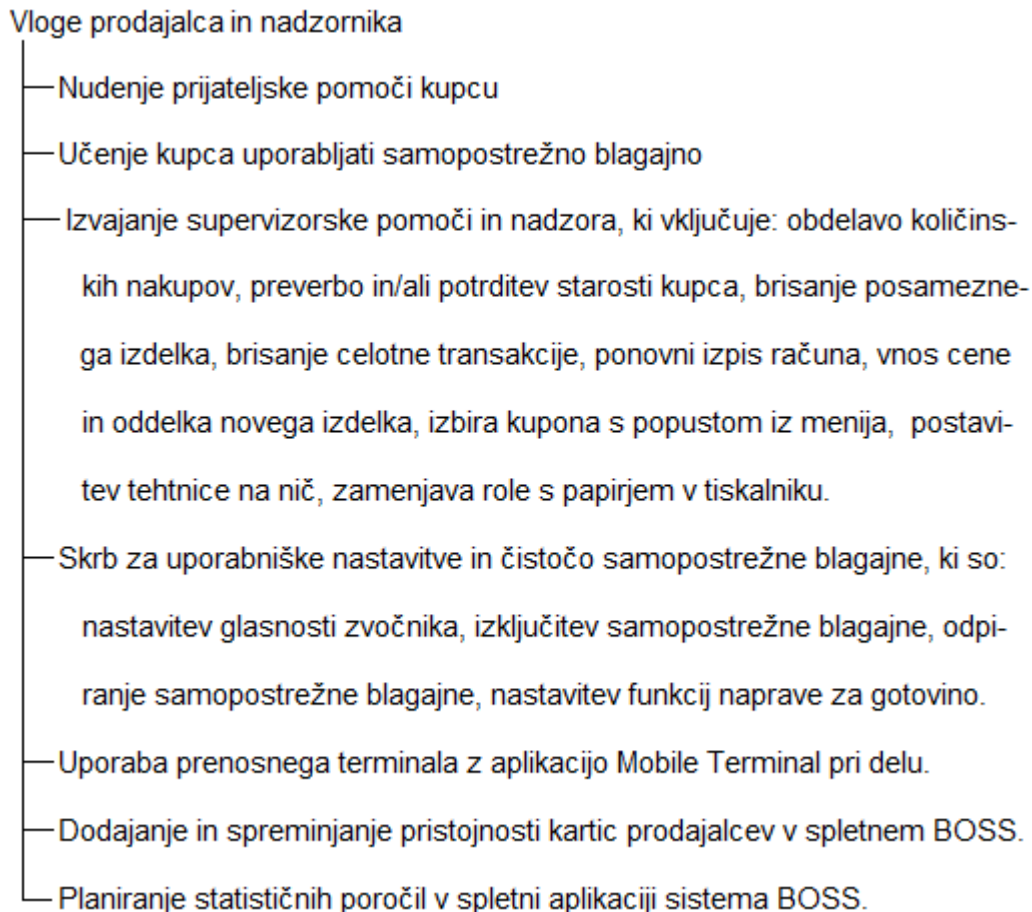 Vloge prodajalca in nadzornika
Nudenje prijateljske pomoči kupcu
Učenje kupca uporabljati samopostrežno blagajno
Izvajanje supervizorske pomoči in nadzora, ki vključuje: obdelavo količins-
kih nakupov, preverbo in/ali potrditev starosti kupca, brisanje posamezne-
ga izdelka, brisanje celotne transakcije, ponovni izpis računa, vnos cene
in oddelka novega izdelka, izbira kupona s popustom iz menija, postavi-
tev tehtnice na nič, zamenjava role s papirjem v tiskalniku.
Skrb za uporabniške nastavitve in čistočo samopostrežne blagajne, ki so:
nastavitev glasnosti zvočnika, izključitev samopostrežne blagajne, odpi-
ranje samopostrežne blagajne, nastavitev funkcij naprave za gotovino.
Uporaba prenosnega terminala z aplikacijo Mobile Terminal pri delu.
Dodajanje in spreminjanje pristojnosti kartic prodajalcev v spletnem BOSS.
Planiranje statističnih poročil v spletni aplikaciji sistema BOSS.